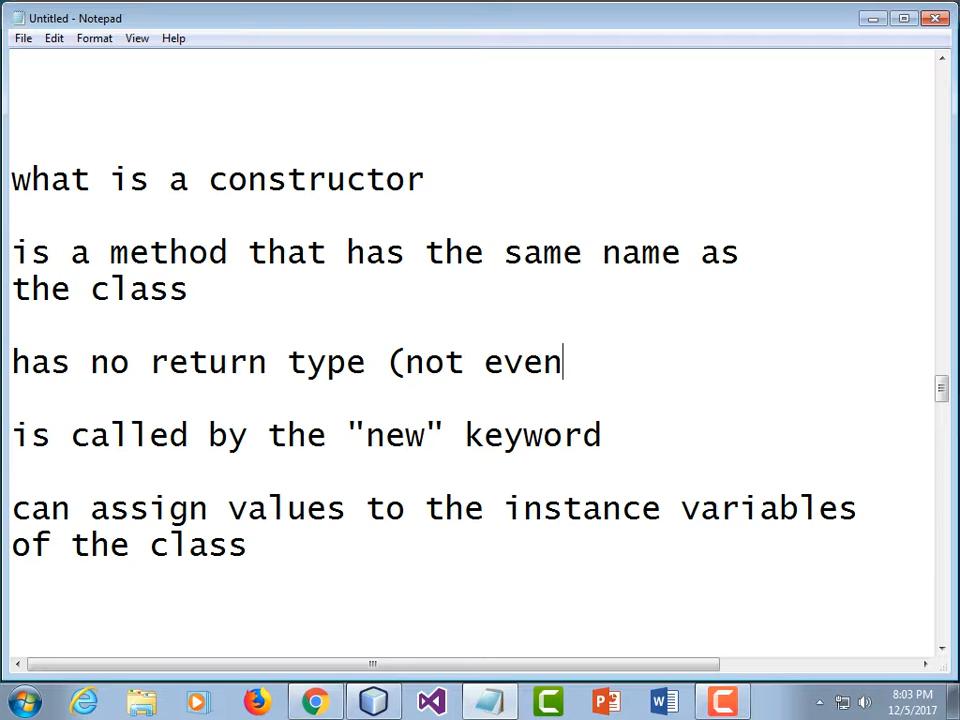 Untitled - Notepad
File Edit Format View Help
what is a constructor
is a method that has the same name as
the class
has no return type (not even
is called by the "new" keyword
can assign values to the instance variables
of the class
8:03 PM
12/5/2017